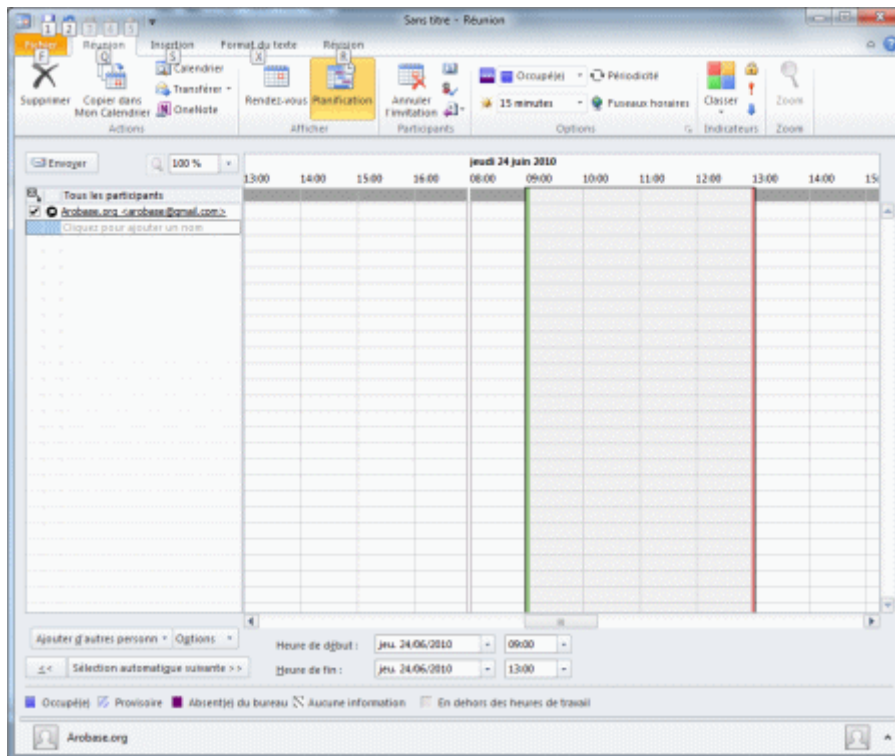 Sans titre - Réunion
1 2 3 4 5
Fichier Réunion Insertion Format du texte Révision
F Q S X R
Supprimer
Copier dans
Mon Calendrier
Calendrier
Transférer
OneNote
Actions
Rendez-vous Planification
Afficher
Annuler
l'invitation
Participants
Occupé(e) Périodicité
15 minutes Fuseaux horaires
Options
Classer
Indicateurs
Zoom
Zoom
Envoyer 100 %
jeudi 24 juin 2010
13:00 14:00 15:00 16:00 08:00 09:00 10:00 11:00 12:00 13:00 14:00 15:
Tous les participants
Arobase.org <arobase@gmail.com>
Cliquez pour ajouter un nom
Ajouter d'autres personn Options
Heure de début : jeu. 24/06/2010 09:00
<< Sélection automatique suivante >>
Heure de fin : jeu. 24/06/2010 13:00
Occupé(e) Provisoire Absent(e) du bureau Aucune information En dehors des heures de travail
Arobase.org